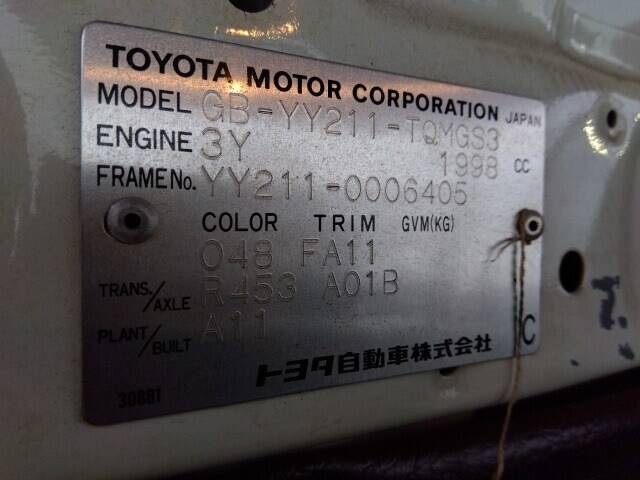 TOYOTA MOTOR CORPORATION JAPAN
MODEL GB-YY211-TQMGS3
ENGINE 3Y 1998 CC
FRAME No. YY211-0006405
COLOR TRIM GVM(KG)
048 FA11
TRANS./AXLE R453 A01B
PLANT/BUILT A11
C
トヨタ自動車株式会社
30881